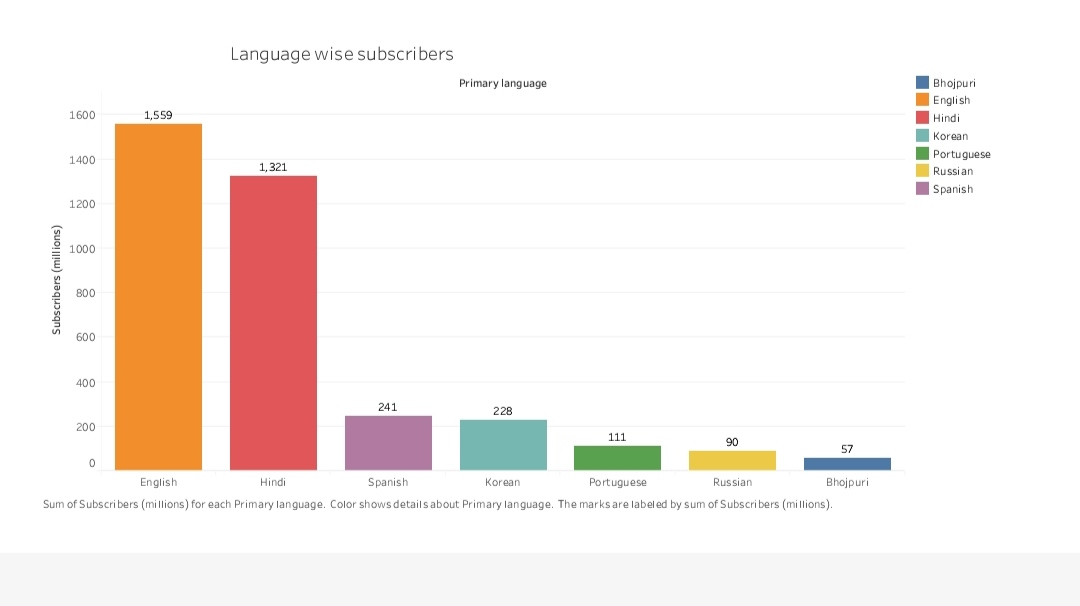 Language wise subscribers
Primary language
Bhojpuri
English
Hindi
Korean
Portuguese
Russian
Spanish
Subscribers (millions)
1600
1400
1200
1000
800
600
400
200
0
1,559
1,321
241
228
111
90
57
English
Hindi
Spanish
Korean
Portuguese
Russian
Bhojpuri
Sum of Subscribers (millions) for each Primary language. Color shows details about Primary language. The marks are labeled by sum of Subscribers (millions).